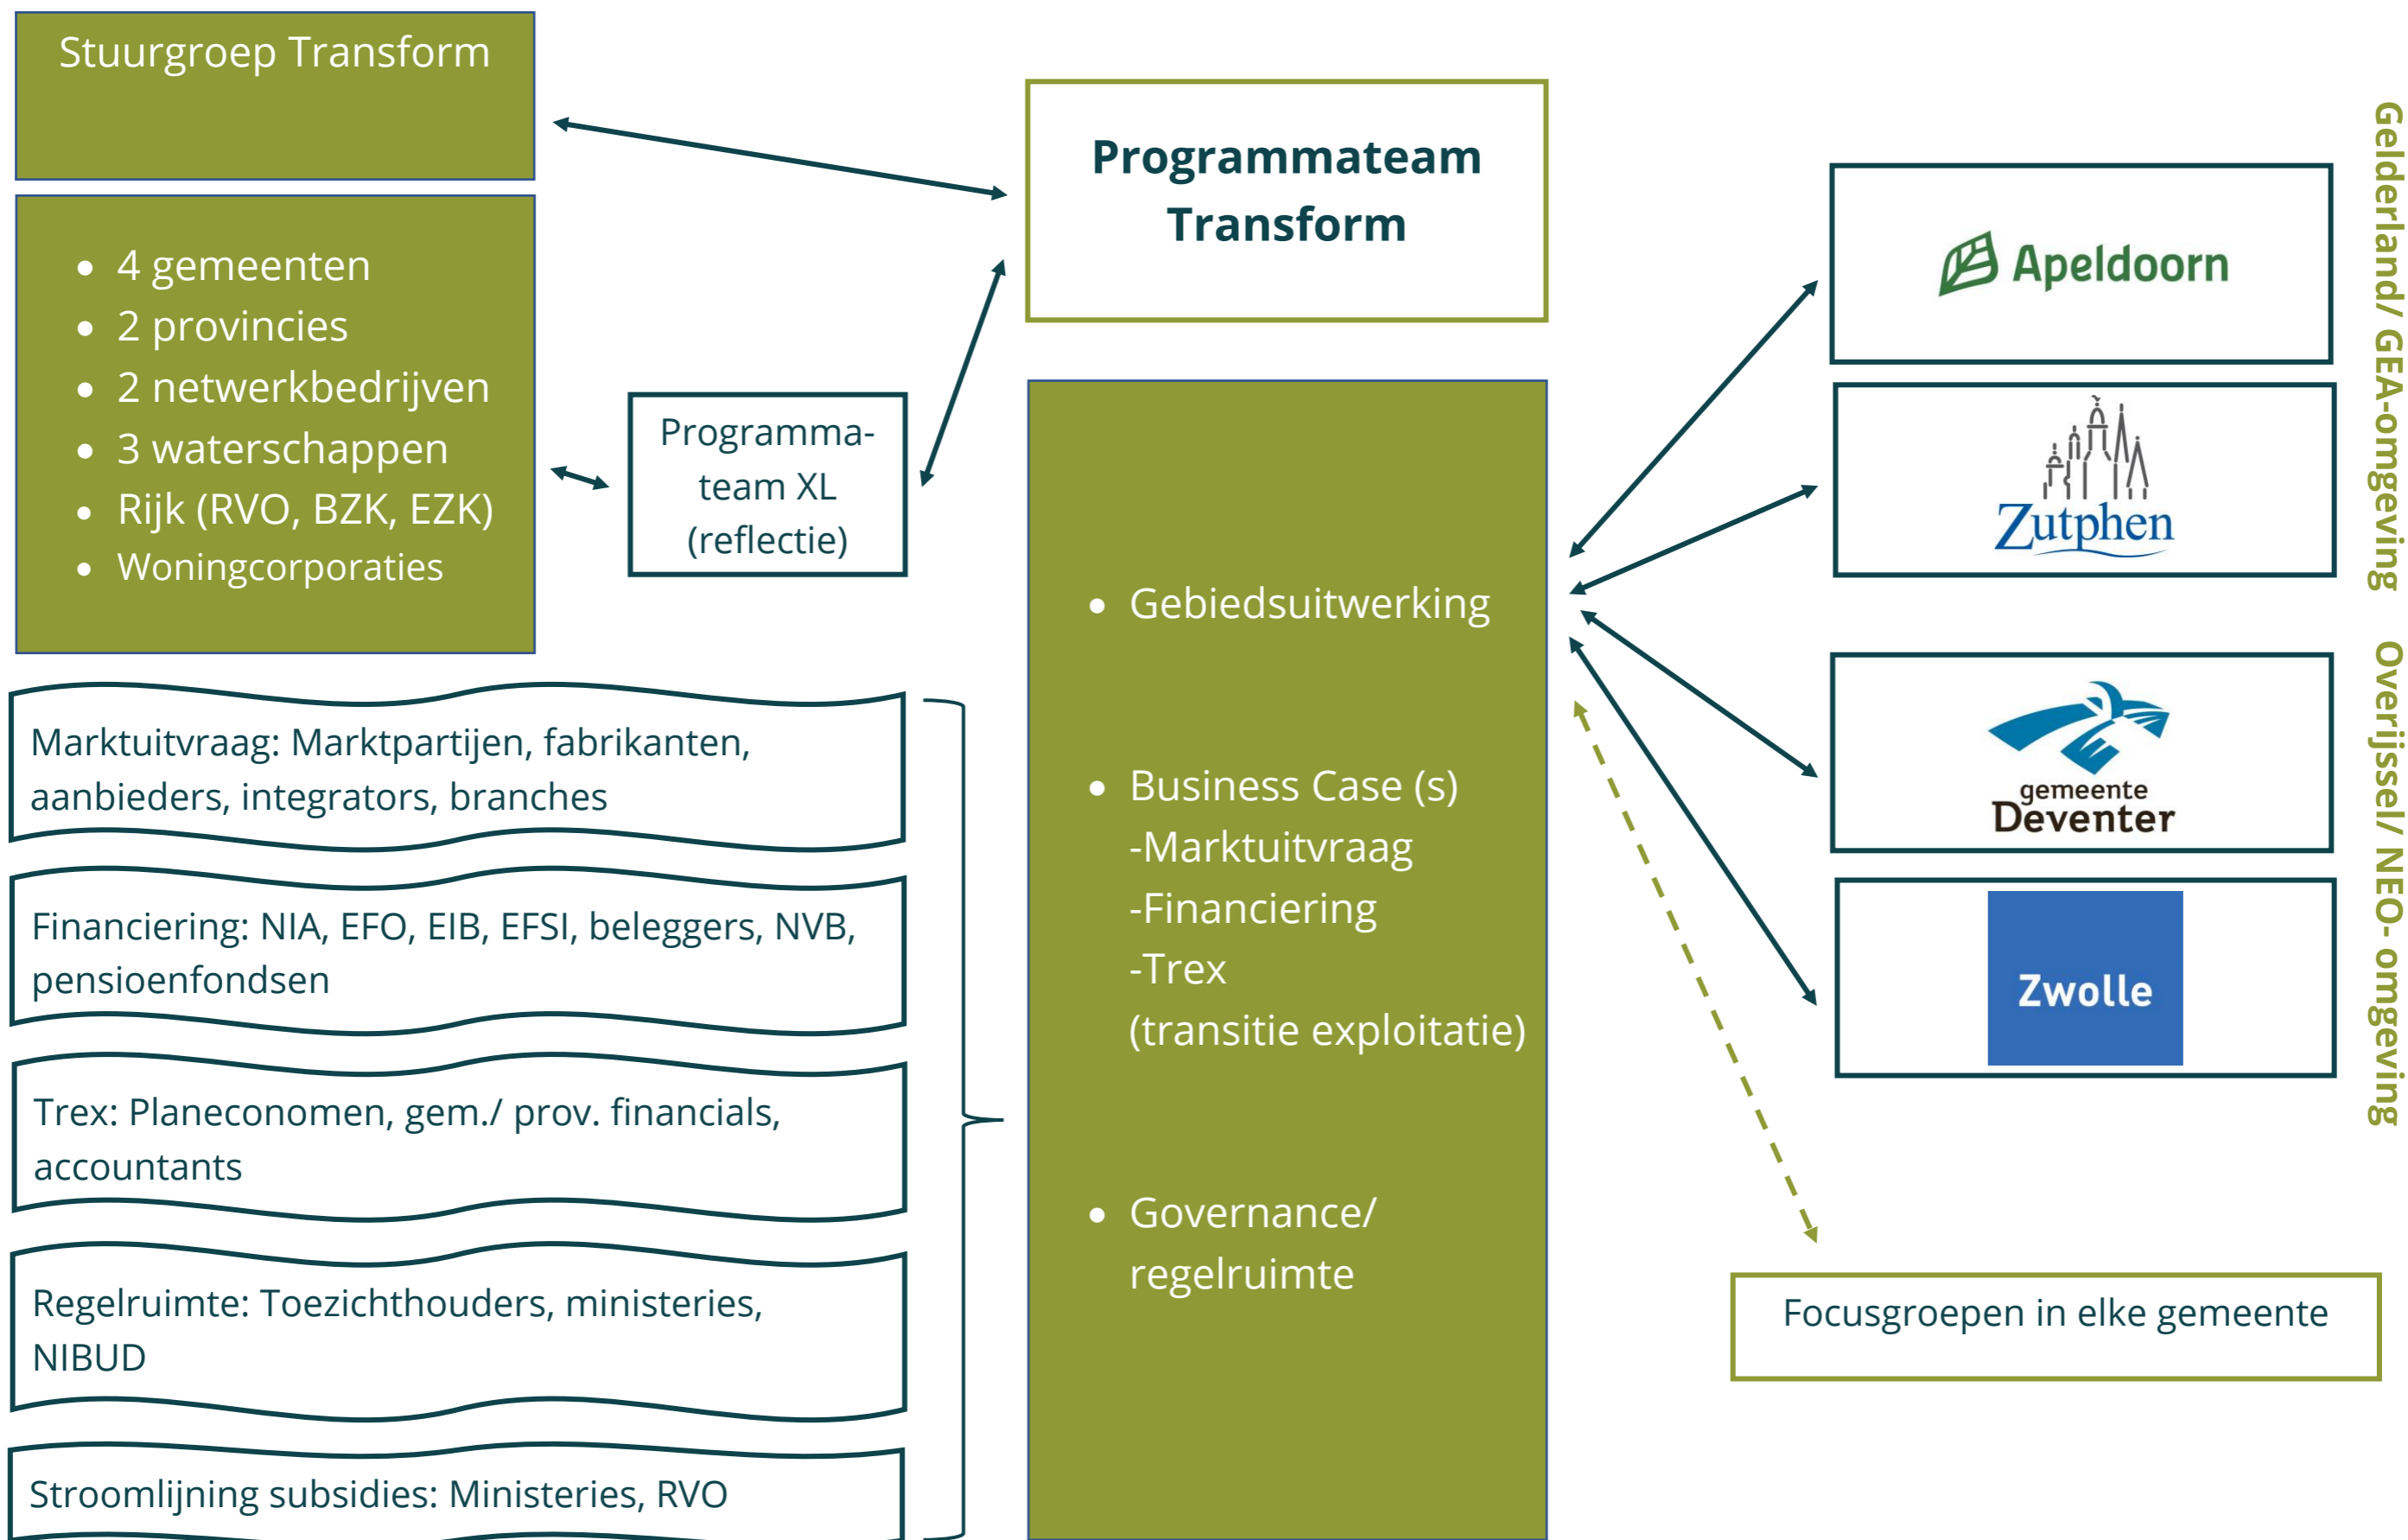 Stuurgroep Transform
• 4 gemeenten
• 2 provincies
• 2 netwerkbedrijven
• 3 waterschappen
• Rijk (RVO, BZK, EZK)
• Woningcorporaties
Programma-
team XL
(reflectie)
Programmateam
Transform
• Gebiedsuitwerking
• Business Case (s)
-Marktuitvraag
-Financiering
-Trex
(transitie exploitatie)
• Governance/
regelruimte
Marktuitvraag: Marktpartijen, fabrikanten,
aanbieders, integrators, branches
Financiering: NIA, EFO, EIB, EFSI, beleggers, NVB,
pensioenfondsen
Trex: Planeconomen, gem./ prov. financials,
accountants
Regelruimte: Toezichthouders, ministeries,
NIBUD
Stroomlijning subsidies: Ministeries, RVO
Apeldoorn
Zutphen
gemeente
Deventer
Zwolle
Gelderland/ GEA-omgeving
Overijssel/ NEO- omgeving
Focusgroepen in elke gemeente